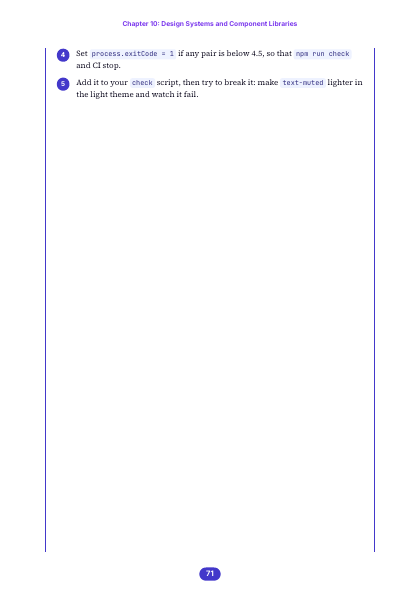 Chapter 10: Design Systems and Component Libraries
4 Set process.exitCode = 1 if any pair is below 4.5, so that npm run check
and CI stop.
5 Add it to your check script, then try to break it: make text-muted lighter in
the light theme and watch it fail.
71